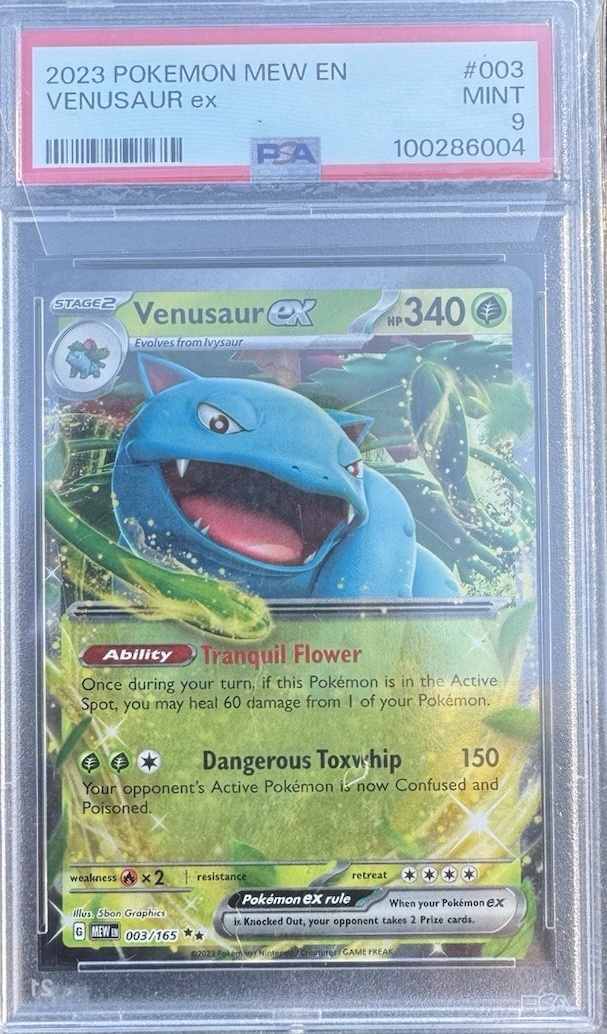 2023 POKEMON MEW EN #003
VENUSAUR ex MINT
9
PSA 100286004
STAGE2 Venusaur ex HP 340
Evolves from Ivysaur
Ability Tranquil Flower
Once during your turn, if this Pokémon is in the Active
Spot, you may heal 60 damage from 1 of your Pokémon.
Dangerous Toxwhip 150
Your opponent's Active Pokémon is now Confused and
Poisoned.
weakness ×2 resistance retreat
Pokémon ex rule When your Pokémon ex
is Knocked Out, your opponent takes 2 Prize cards.
Illus. 5ban Graphics
G MEW EN 003/165
©2023 Pokémon / Nintendo / Creatures / GAME FREAK
PSA